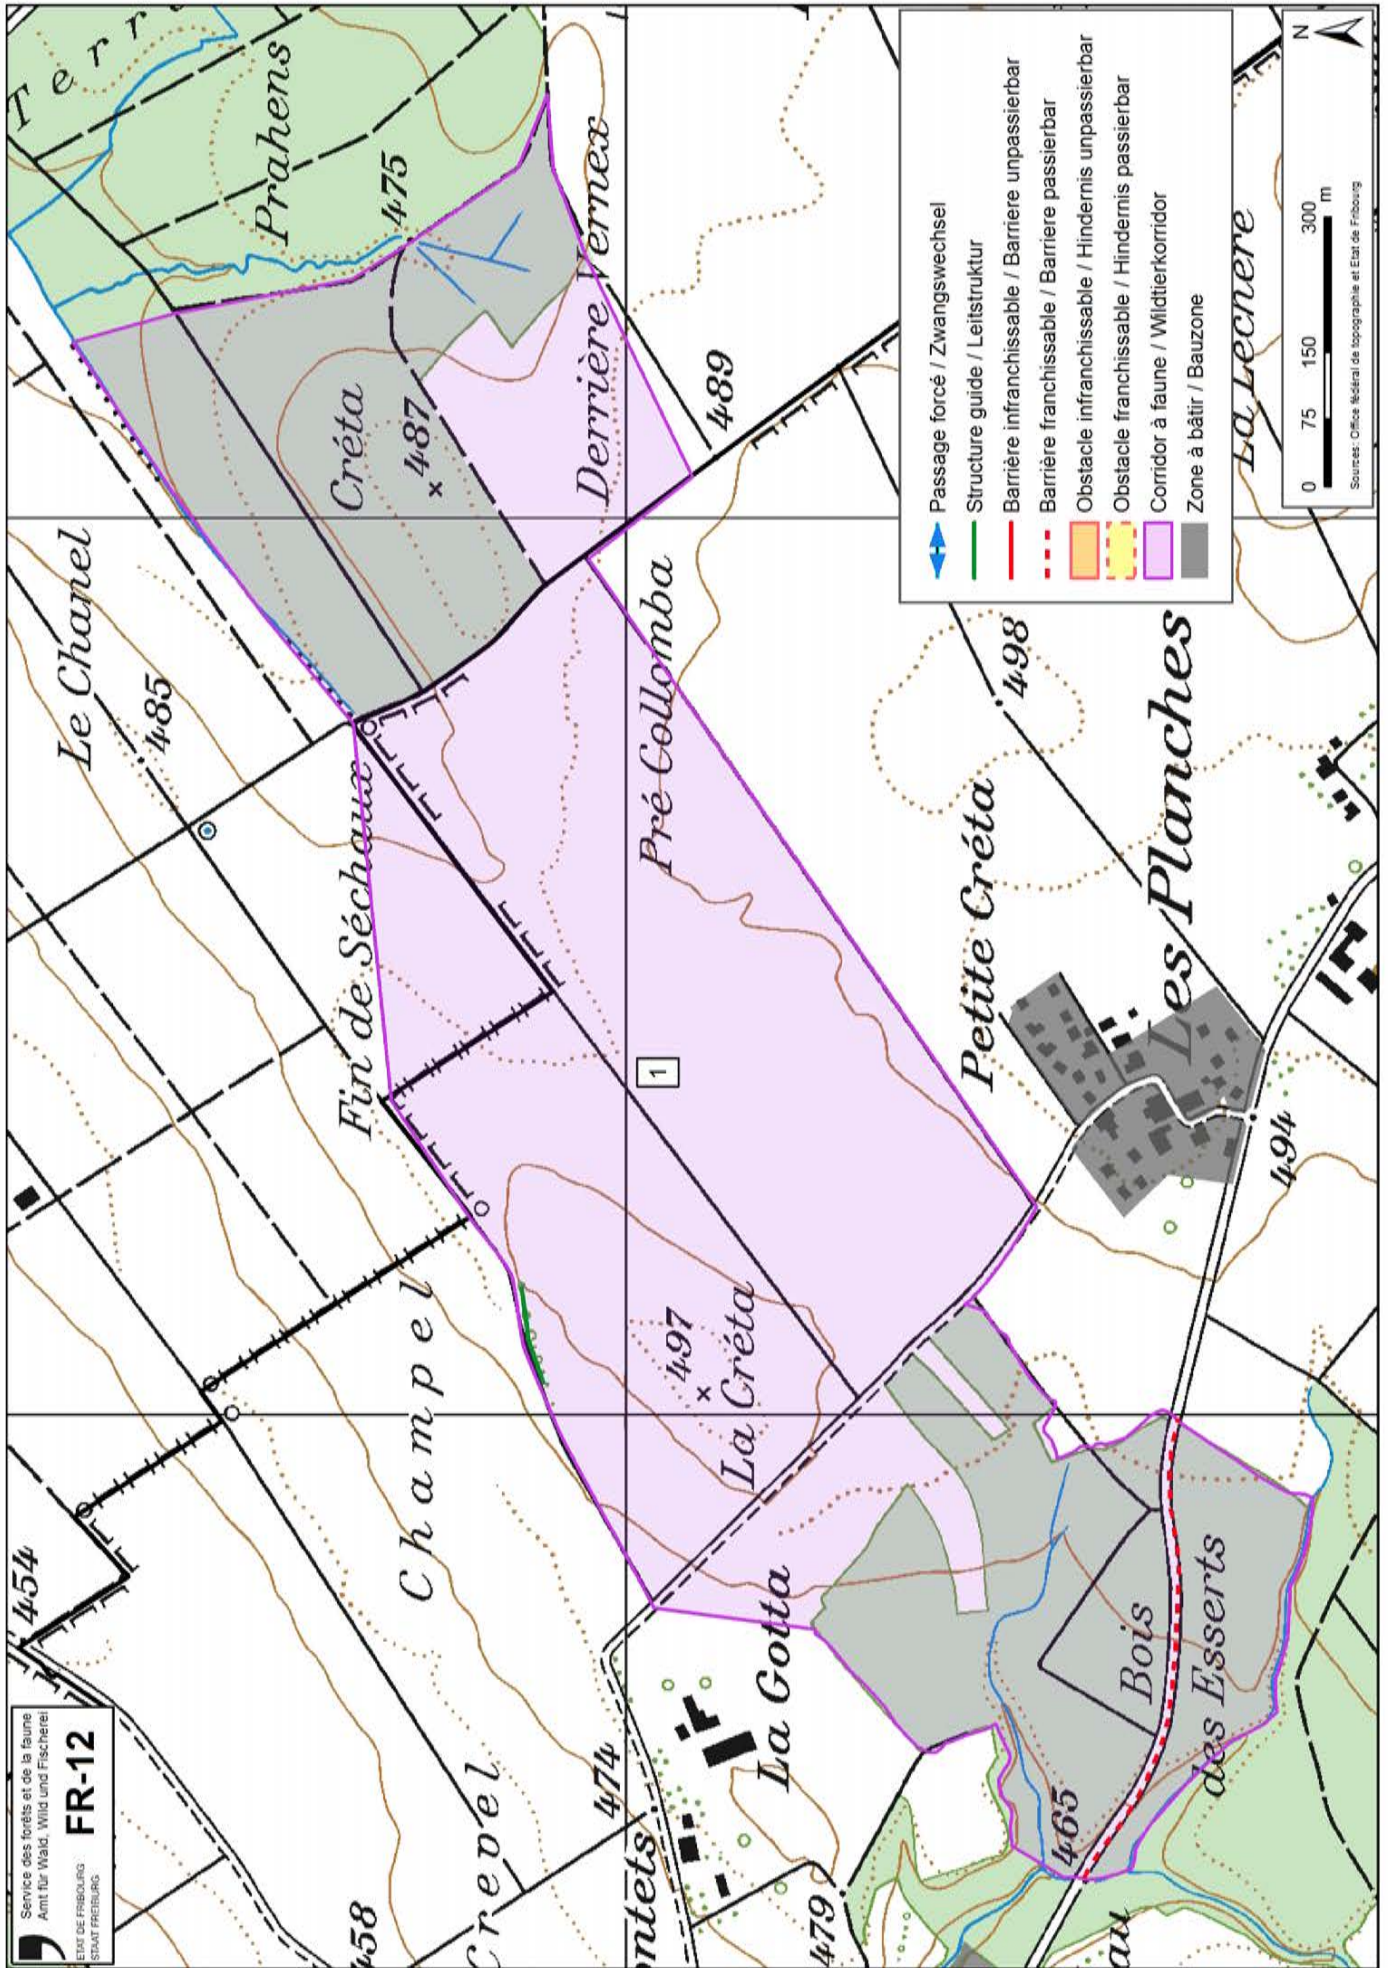 Service des forêts et de la faune
Amt für Wald, Wild und Fischerei
ETAT DE FRIBOURG
STAAT FREIBURG
FR-12
454
458
Champel
Crepel
474
479
La Gotta
465
Bois
des Esserts
497
La Créta
1
Fin de Séchaux
Le Chanel
485
Pré Collomba
Petite Créta
Les Planches
494
498
Créta
487
Derrière Vernex
489
Prahens
475
La Lechère
Passage forcé / Zwangswechsel
Structure guide / Leitstruktur
Barrière infranchissable / Barriere unpassierbar
Barrière franchissable / Barriere passierbar
Obstacle infranchissable / Hindernis unpassierbar
Obstacle franchissable / Hindernis passierbar
Corridor à faune / Wildtierkorridor
Zone à bâtir / Bauzone
N
0 75 150 300
m
Sources: Office fédéral de topographie et Etat de Fribourg